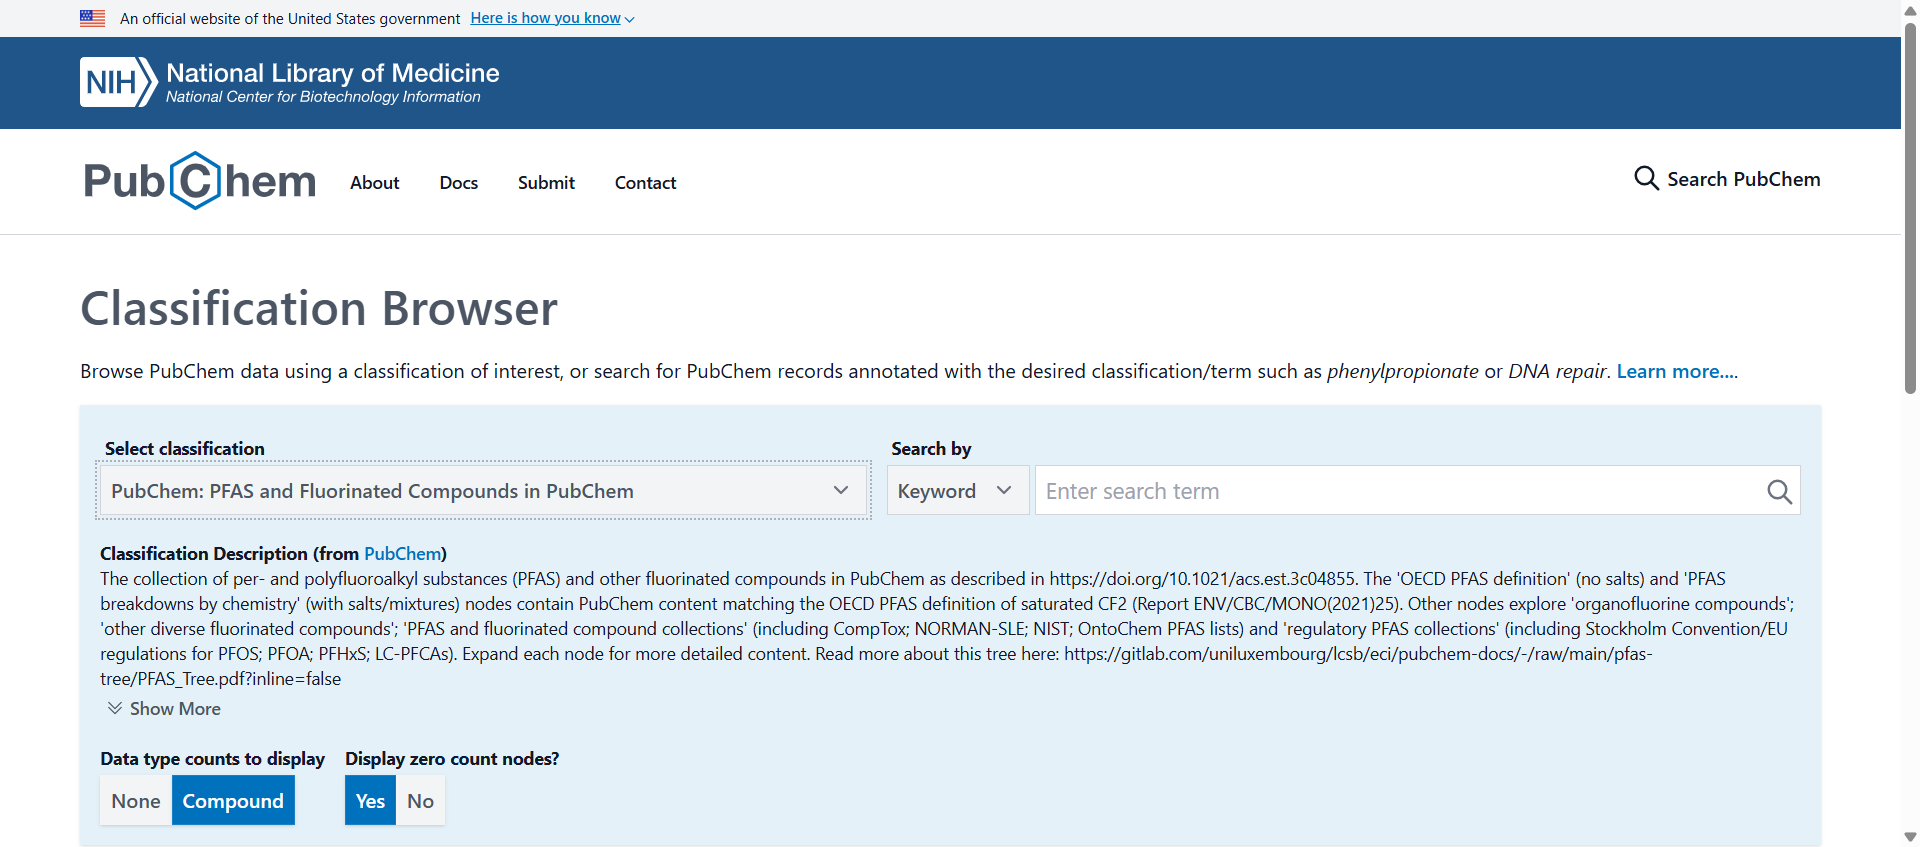 An official website of the United States government Here is how you know
NIH National Library of Medicine
National Center for Biotechnology Information
PubChem About Docs Submit Contact Search PubChem
Classification Browser
Browse PubChem data using a classification of interest, or search for PubChem records annotated with the desired classification/term such as phenylpropionate or DNA repair. Learn more....
Select classification Search by
PubChem: PFAS and Fluorinated Compounds in PubChem Keyword Enter search term
Classification Description (from PubChem)
The collection of per- and polyfluoroalkyl substances (PFAS) and other fluorinated compounds in PubChem as described in https://doi.org/10.1021/acs.est.3c04855. The 'OECD PFAS definition' (no salts) and 'PFAS
breakdowns by chemistry' (with salts/mixtures) nodes contain PubChem content matching the OECD PFAS definition of saturated CF2 (Report ENV/CBC/MONO(2021)25). Other nodes explore 'organofluorine compounds';
'other diverse fluorinated compounds'; 'PFAS and fluorinated compound collections' (including CompTox; NORMAN-SLE; NIST; OntoChem PFAS lists) and 'regulatory PFAS collections' (including Stockholm Convention/EU
regulations for PFOS; PFOA; PFHxS; LC-PFCAs). Expand each node for more detailed content. Read more about this tree here: https://gitlab.com/uniluxembourg/lcsb/eci/pubchem-docs/-/raw/main/pfas-
tree/PFAS_Tree.pdf?inline=false
Show More
Data type counts to display Display zero count nodes?
None Compound Yes No